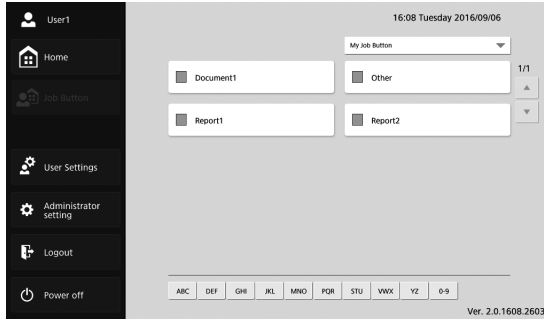 User1
16:08 Tuesday 2016/09/06
Home
My Job Button
1/1
Document1
Other
Job Button
Report1
Report2
User Settings
Administrator
setting
Logout
Power off
ABC DEF GHI JKL MNO PQR STU VWX YZ 0-9
Ver. 2.0.1608.2603